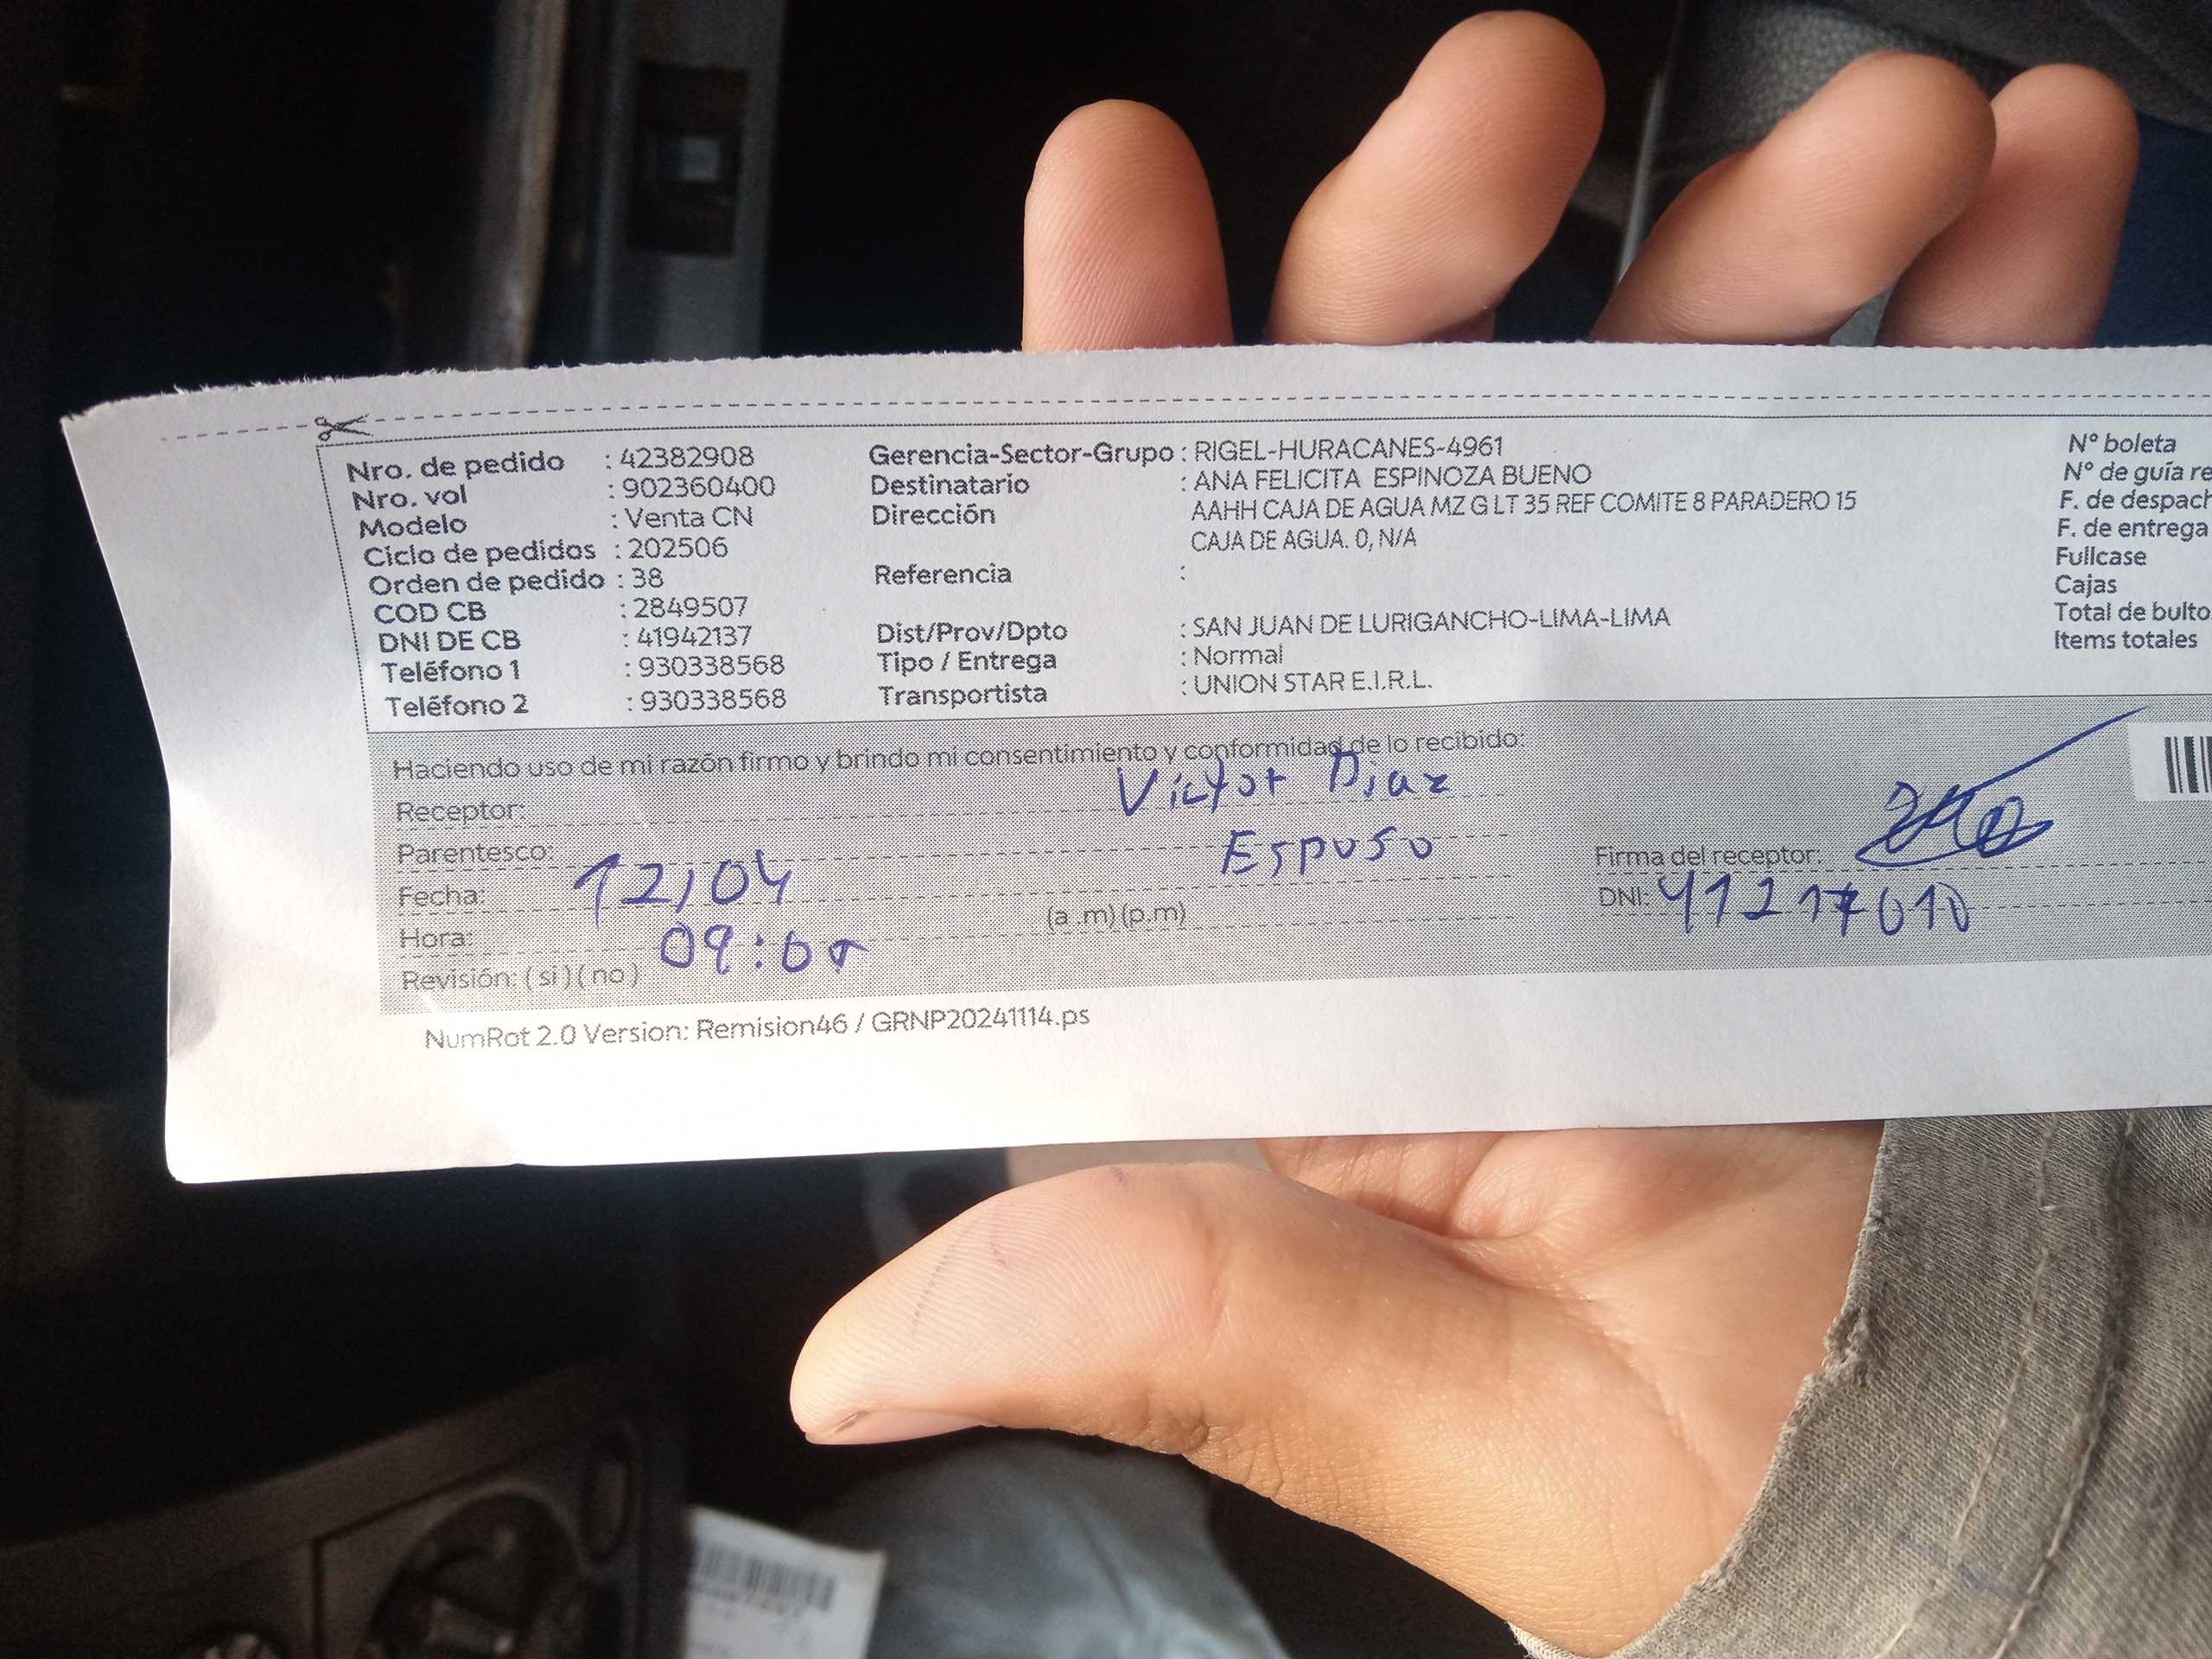 Nro. de pedido : 42382908
Nro. vol : 902360400
Modelo : Venta CN
Ciclo de pedidos : 202506
Orden de pedido : 38
COD CB : 2849507
DNI DE CB : 41942137
Teléfono 1 : 930338568
Teléfono 2 : 930338568
Gerencia-Sector-Grupo : RIGEL-HURACANES-4961
Destinatario : ANA FELICITA ESPINOZA BUENO
Dirección AAHH CAJA DE AGUA MZ G LT 35 REF COMITE 8 PARADERO 15
CAJA DE AGUA. 0, N/A
Referencia :
Dist/Prov/Dpto : SAN JUAN DE LURIGANCHO-LIMA-LIMA
Tipo / Entrega : Normal
Transportista : UNION STAR E.I.R.L.
N° boleta
N° de guía re
F. de despach
F. de entrega
Fullcase
Cajas
Total de bulto
Items totales
Haciendo uso de mi razón firmo y brindo mi consentimiento y conformidad de lo recibido:
Receptor: Victor Diaz
Parentesco: Esposo
Fecha: 12/04
Hora: (a .m) (p.m)
Revisión: ( si ) ( no )
Firma del receptor:
DNI:
NumRot 2.0 Version: Remision46 / GRNP20241114.ps